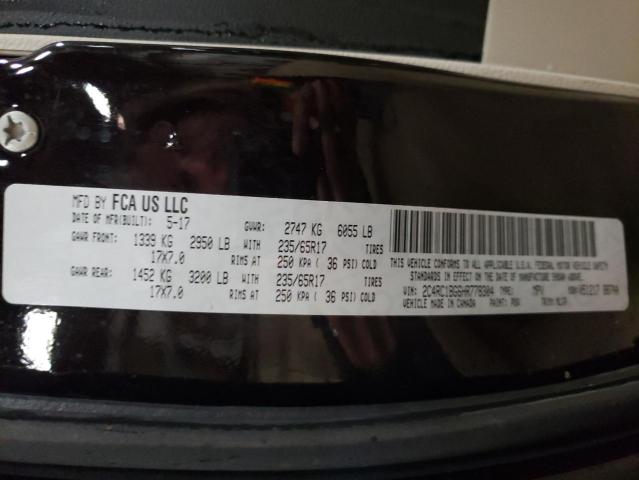 MFD BY FCA US LLC
DATE OF MFR(BUILT): 5-17 GVWR: 2747 KG 6055 LB
GAWR FRONT: 1339 KG 2950 LB WITH 235/65R17 TIRES
17X7.0 RIMS AT 250 KPA ( 36 PSI) COLD
GAWR REAR: 1452 KG 3200 LB WITH 235/65R17 TIRES
17X7.0 RIMS AT 250 KPA ( 36 PSI) COLD
THIS VEHICLE CONFORMS TO ALL APPLICABLE U.S.A. FEDERAL MOTOR VEHICLE SAFETY
STANDARDS IN EFFECT ON THE DATE OF MANUFACTURE SHOWN ABOVE.
VIN: TYPE: MPV
VEHICLE MADE IN CANADA PAINT: TRIM: